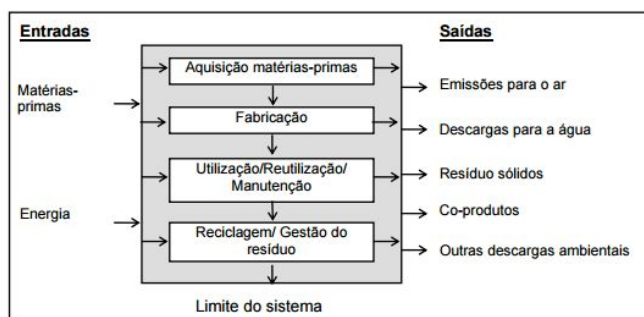 Entradas
Saídas
Aquisição matérias-primas
Matérias-
primas
Emissões para o ar
Fabricação
Descargas para a água
Utilização/Reutilização/
Manutenção
Resíduo sólidos
Energia
Co-produtos
Reciclagem/ Gestão do
resíduo
Outras descargas ambientais
Limite do sistema